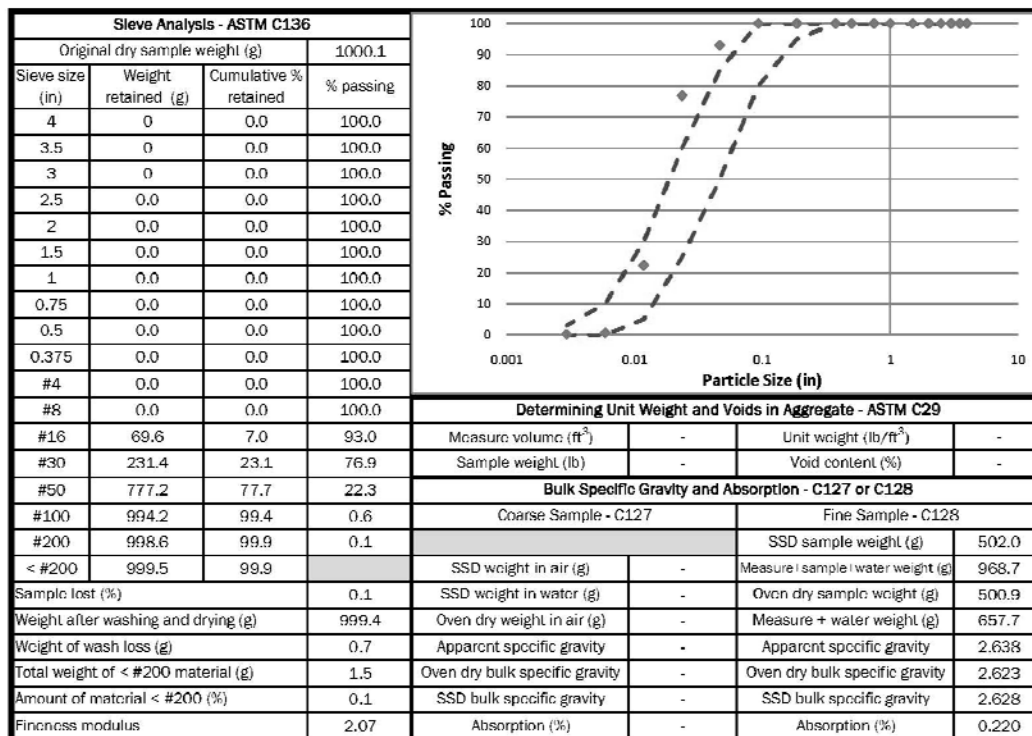 Sieve Analysis - ASTM C136
Original dry sample weight (g) 1000.1
Sieve size (in) Weight retained (g) Cumulative % retained % passing
4 0 0.0 100.0
3.5 0 0.0 100.0
3 0 0.0 100.0
2.5 0.0 0.0 100.0
2 0.0 0.0 100.0
1.5 0.0 0.0 100.0
1 0.0 0.0 100.0
0.75 0.0 0.0 100.0
0.5 0.0 0.0 100.0
0.375 0.0 0.0 100.0
#4 0.0 0.0 100.0
#8 0.0 0.0 100.0
#16 69.6 7.0 93.0
#30 231.4 23.1 76.9
#50 777.2 77.7 22.3
#100 994.2 99.4 0.6
#200 998.6 99.9 0.1
< #200 999.5 99.9
Sample lost (%) 0.1
Weight after washing and drying (g) 999.4
Weight of wash loss (g) 0.7
Total weight of < #200 material (g) 1.5
Amount of material < #200 (%) 0.1
Fineness modulus 2.07
100
90
80
70
60
50
40
30
20
10
0
% Passing
0.001 0.01 0.1 1 10
Particle Size (in)
Determining Unit Weight and Voids in Aggregate - ASTM C29
Measure volume (ft³) - Unit weight (lb/ft³) -
Sample weight (lb) - Void content (%) -
Bulk Specific Gravity and Absorption - C127 or C128
Coarse Sample - C127 Fine Sample - C128
SSD sample weight (g) 502.0
SSD weight in air (g) - Measure+sample+water weight (g) 968.7
SSD weight in water (g) - Oven dry sample weight (g) 500.9
Oven dry weight in air (g) - Measure + water weight (g) 657.7
Apparent specific gravity - Apparent specific gravity 2.638
Oven dry bulk specific gravity - Oven dry bulk specific gravity 2.623
SSD bulk specific gravity - SSD bulk specific gravity 2.628
Absorption (%) - Absorption (%) 0.220